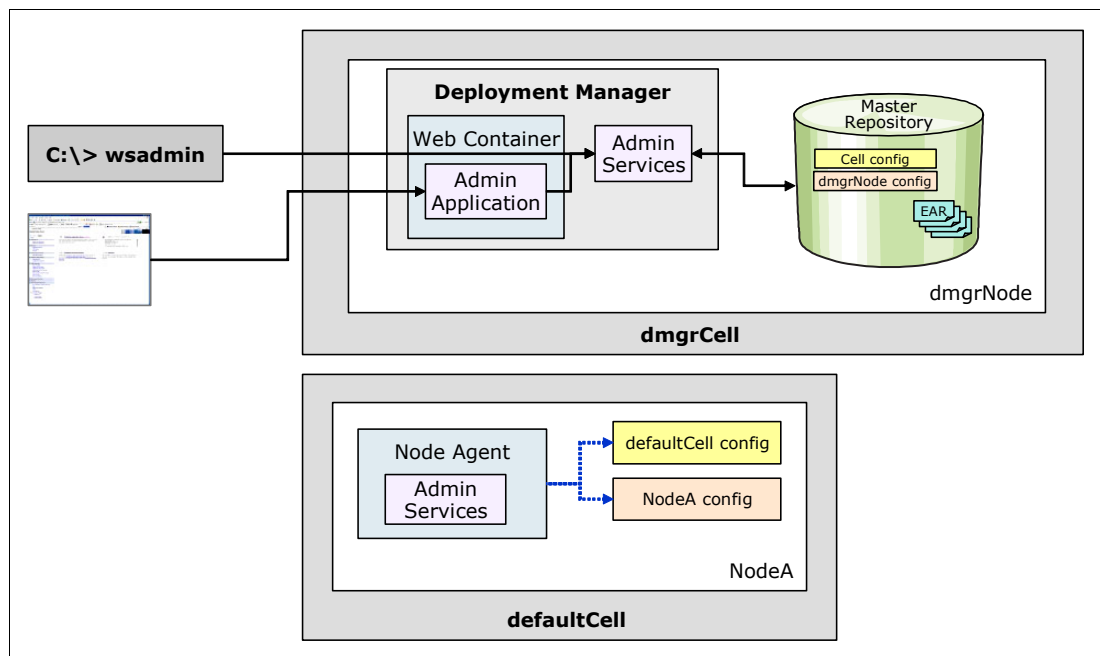 Deployment Manager
Web Container
Admin
Application
Admin
Services
Master
Repository
Cell config
dmgrNode config
EAR
dmgrNode
dmgrCell
C:\> wsadmin
Node Agent
Admin
Services
defaultCell config
NodeA config
NodeA
defaultCell